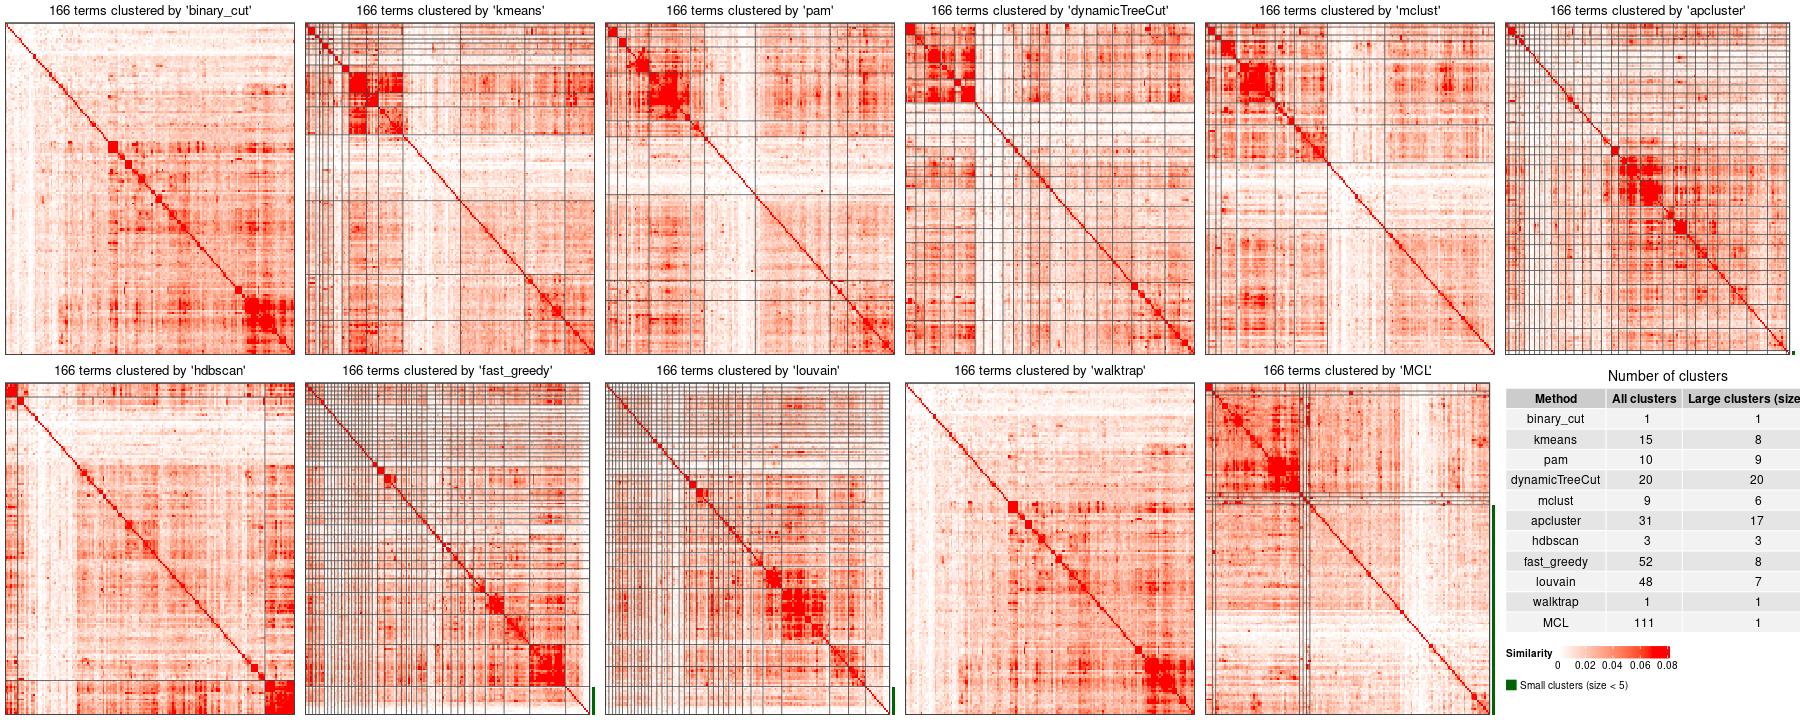 166 terms clustered by 'binary_cut'
166 terms clustered by 'kmeans'
166 terms clustered by 'pam'
166 terms clustered by 'dynamicTreeCut'
166 terms clustered by 'mclust'
166 terms clustered by 'apcluster'
166 terms clustered by 'hdbscan'
166 terms clustered by 'fast_greedy'
166 terms clustered by 'louvain'
166 terms clustered by 'walktrap'
166 terms clustered by 'MCL'
Number of clusters
Method All clusters Large clusters (size
binary_cut 1 1
kmeans 15 8
pam 10 9
dynamicTreeCut 20 20
mclust 9 6
apcluster 31 17
hdbscan 3 3
fast_greedy 52 8
louvain 48 7
walktrap 1 1
MCL 111 1
Similarity
0 0.02 0.04 0.06 0.08
Small clusters (size < 5)